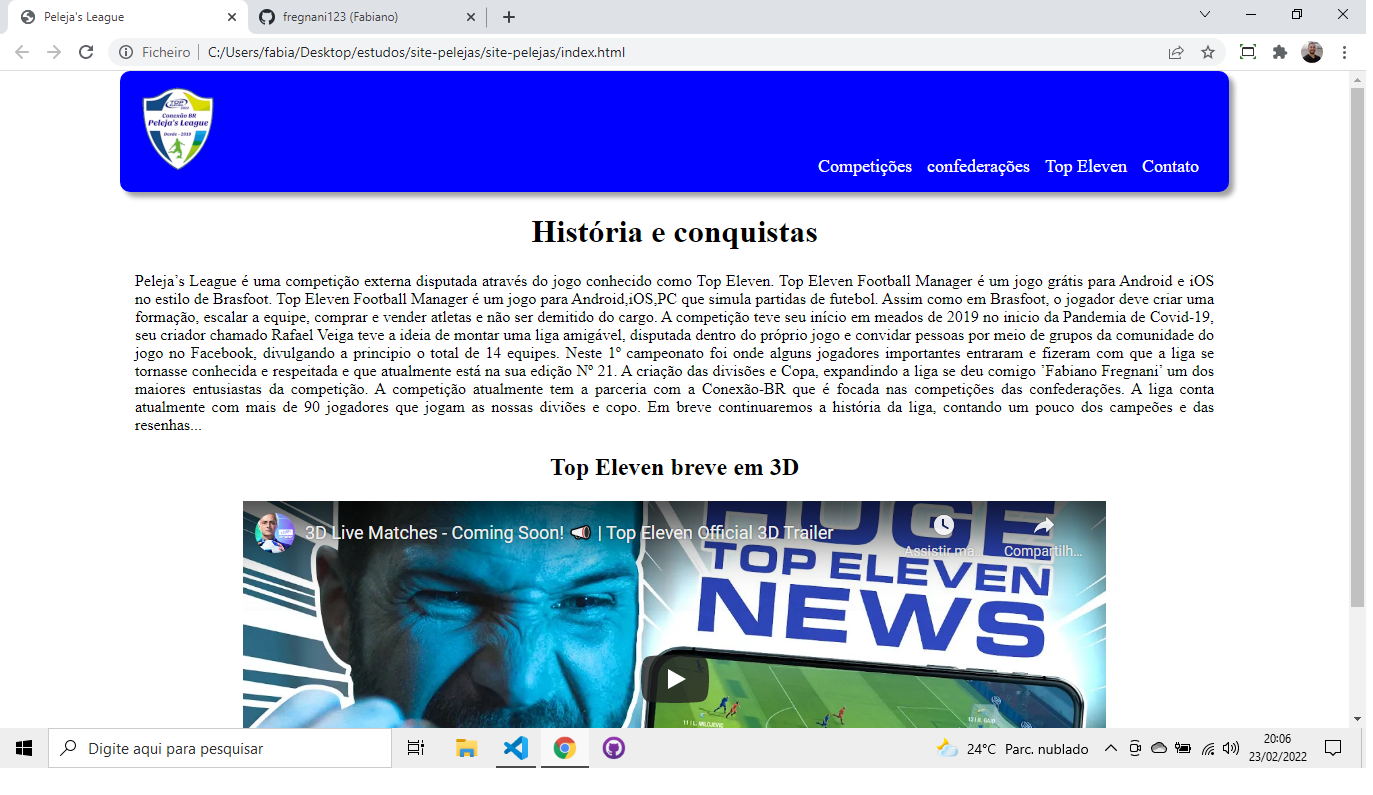 Peleja's League
fregnani123 (Fabiano)
Ficheiro
C:/Users/fabia/Desktop/estudos/site-pelejas/site-pelejas/index.html
TOP
2022
Conexão BR
Peleja's League
Desde - 2019
Competições confederações Top Eleven Contato
História e conquistas
Peleja’s League é uma competição externa disputada através do jogo conhecido como Top Eleven. Top Eleven Football Manager é um jogo grátis para Android e iOS
no estilo de Brasfoot. Top Eleven Football Manager é um jogo para Android,iOS,PC que simula partidas de futebol. Assim como em Brasfoot, o jogador deve criar uma
formação, escalar a equipe, comprar e vender atletas e não ser demitido do cargo. A competição teve seu início em meados de 2019 no inicio da Pandemia de Covid-19,
seu criador chamado Rafael Veiga teve a ideia de montar uma liga amigável, disputada dentro do próprio jogo e convidar pessoas por meio de grupos da comunidade do
jogo no Facebook, divulgando a principio o total de 14 equipes. Neste 1º campeonato foi onde alguns jogadores importantes entraram e fizeram com que a liga se
tornasse conhecida e respeitada e que atualmente está na sua edição Nº 21. A criação das divisões e Copa, expandindo a liga se deu comigo ’Fabiano Fregnani’ um dos
maiores entusiastas da competição. A competição atualmente tem a parceria com a Conexão-BR que é focada nas competições das confederações. A liga conta
atualmente com mais de 90 jogadores que jogam as nossas diviões e copo. Em breve continuaremos a história da liga, contando um pouco dos campeões e das
resenhas...
Top Eleven breve em 3D
3D Live Matches - Coming Soon! 📣 | Top Eleven Official 3D Trailer
Assistir ma...
Compartilh...
HUGE
TOP ELEVEN
NEWS
11 | L. MILOJEVIC
Digite aqui para pesquisar
24°C Parc. nublado
20:06
23/02/2022